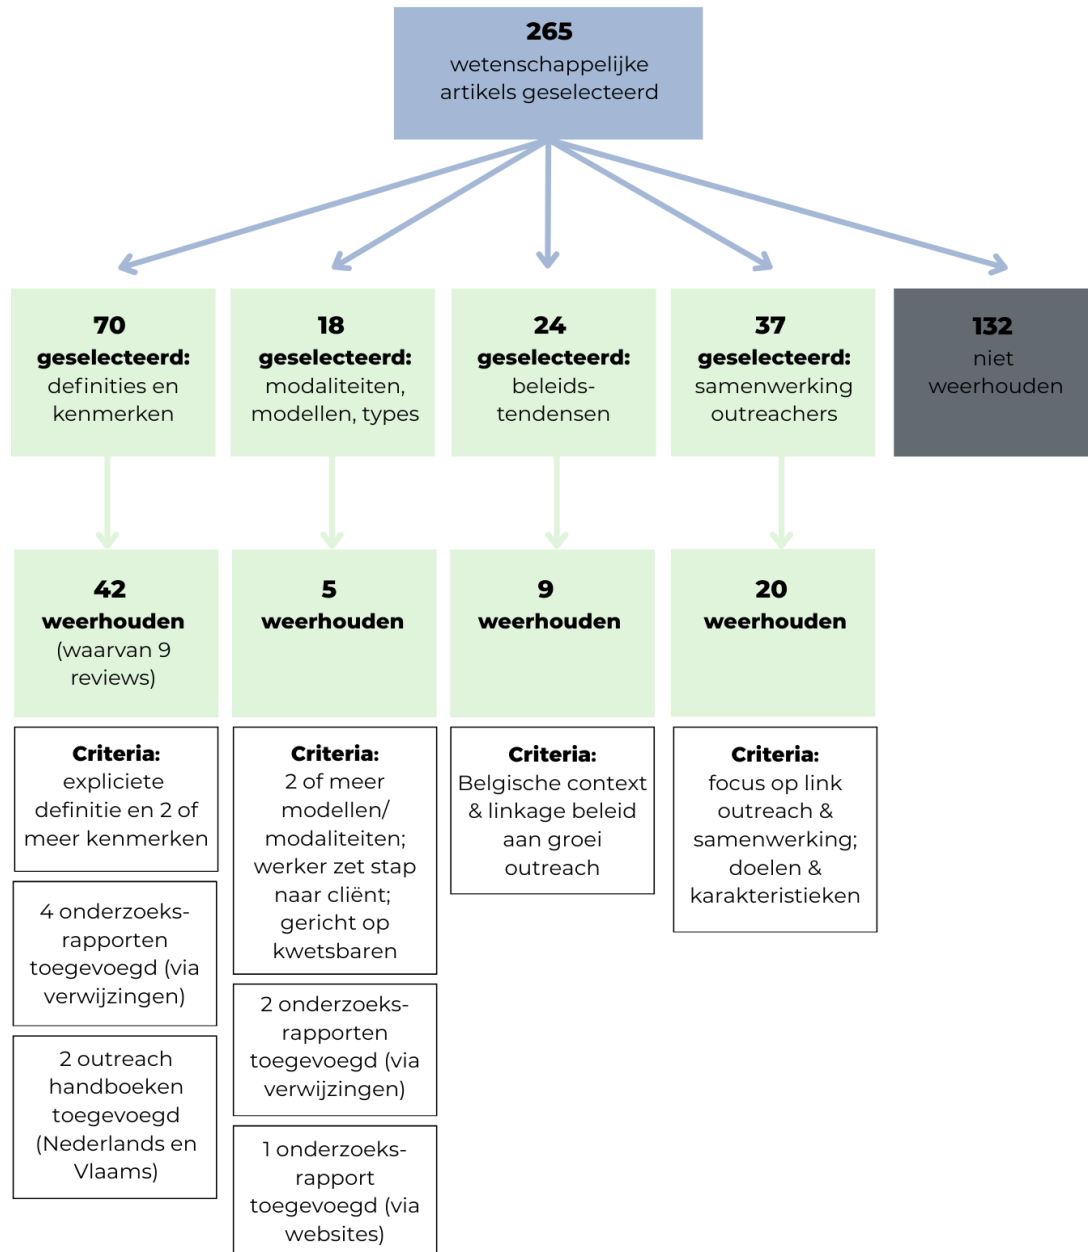 265
wetenschappelijke
artikels geselecteerd
70
geselecteerd:
definities en
kenmerken
18
geselecteerd:
modaliteiten,
modellen, types
24
geselecteerd:
beleids-
tendensen
37
geselecteerd:
samenwerking
outreachers
132
niet
weerhouden
42
weerhouden
(waarvan 9
reviews)
5
weerhouden
9
weerhouden
20
weerhouden
Criteria:
expliciete
definitie en 2 of
meer kenmerken
4 onderzoeks-
rapporten
toegevoegd (via
verwijzingen)
2 outreach
handboeken
toegevoegd
(Nederlands en
Vlaams)
Criteria:
2 of meer
modellen/
modaliteiten;
werker zet stap
naar cliënt;
gericht op
kwetsbaren
2 onderzoeks-
rapporten
toegevoegd (via
verwijzingen)
1 onderzoeks-
rapport
toegevoegd (via
websites)
Criteria:
Belgische context
& linkage beleid
aan groei
outreach
Criteria:
focus op link
outreach &
samenwerking;
doelen &
karakteristieken